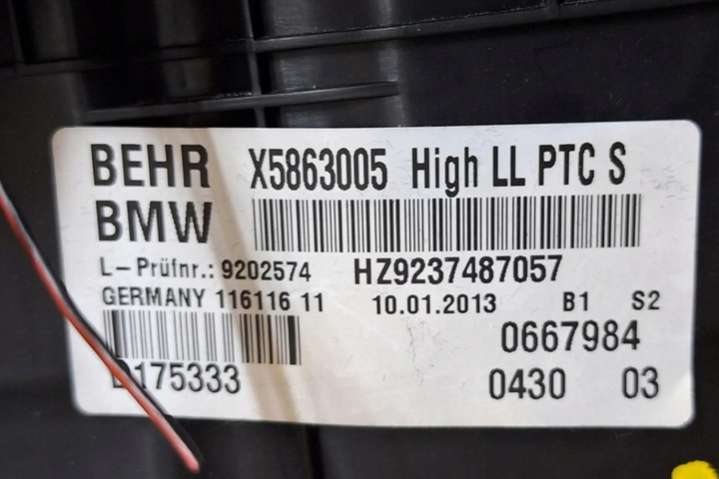 BEHR X5863005 High LL PTC S
BMW
L-Prüfnr.: 9202574 HZ9237487057
GERMANY 116116 11 10.01.2013 B1 S2
0667984
D175333 0430 03